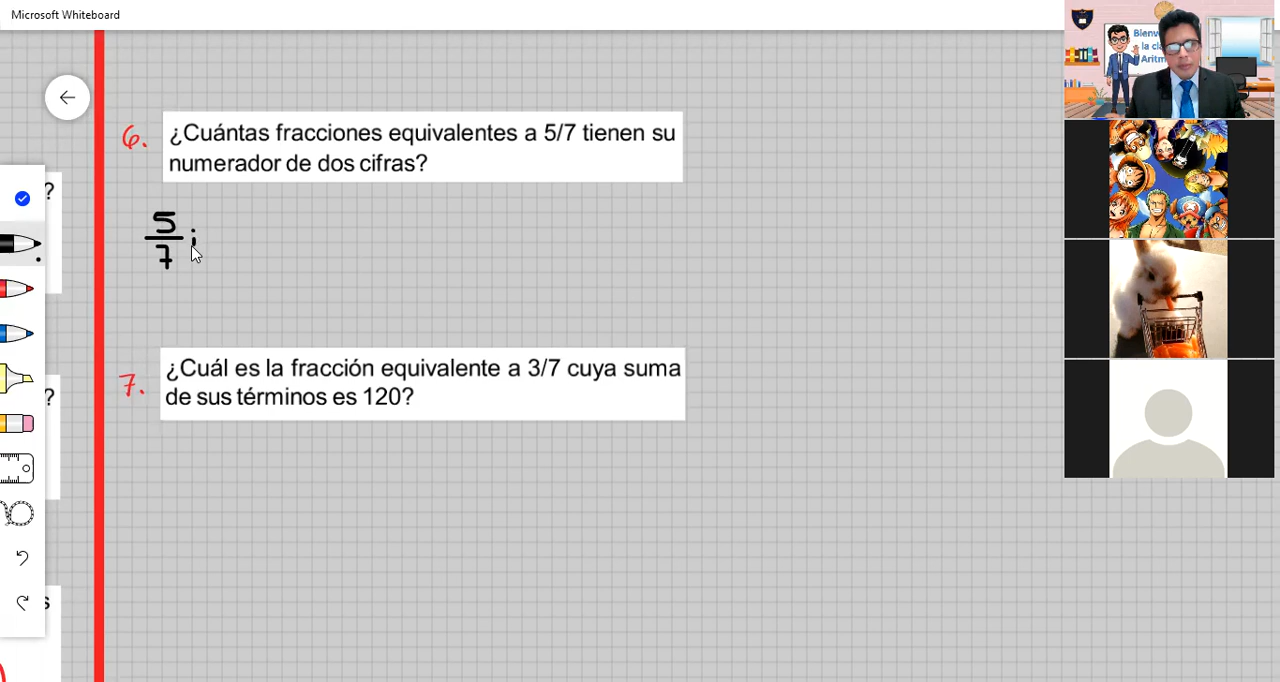 Microsoft Whiteboard
6.
¿Cuántas fracciones equivalentes a 5/7 tienen su
numerador de dos cifras?
?
5
7
;
7.
¿Cuál es la fracción equivalente a 3/7 cuya suma
de sus términos es 120?
?
s